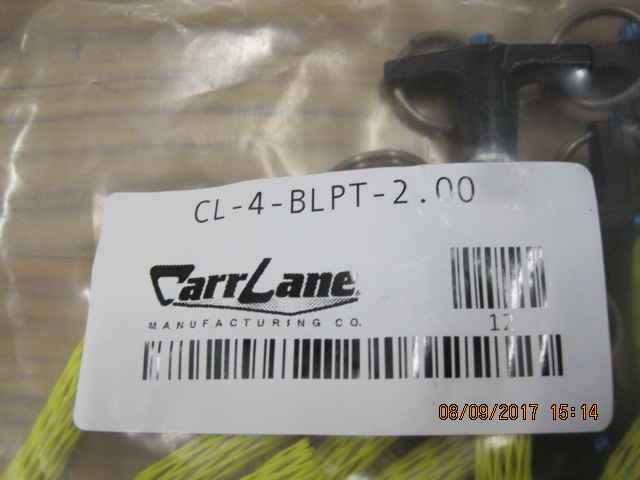 CL-4-BLPT-2.00
CarrLane
MANUFACTURING CO.
12
08/09/2017 15:14